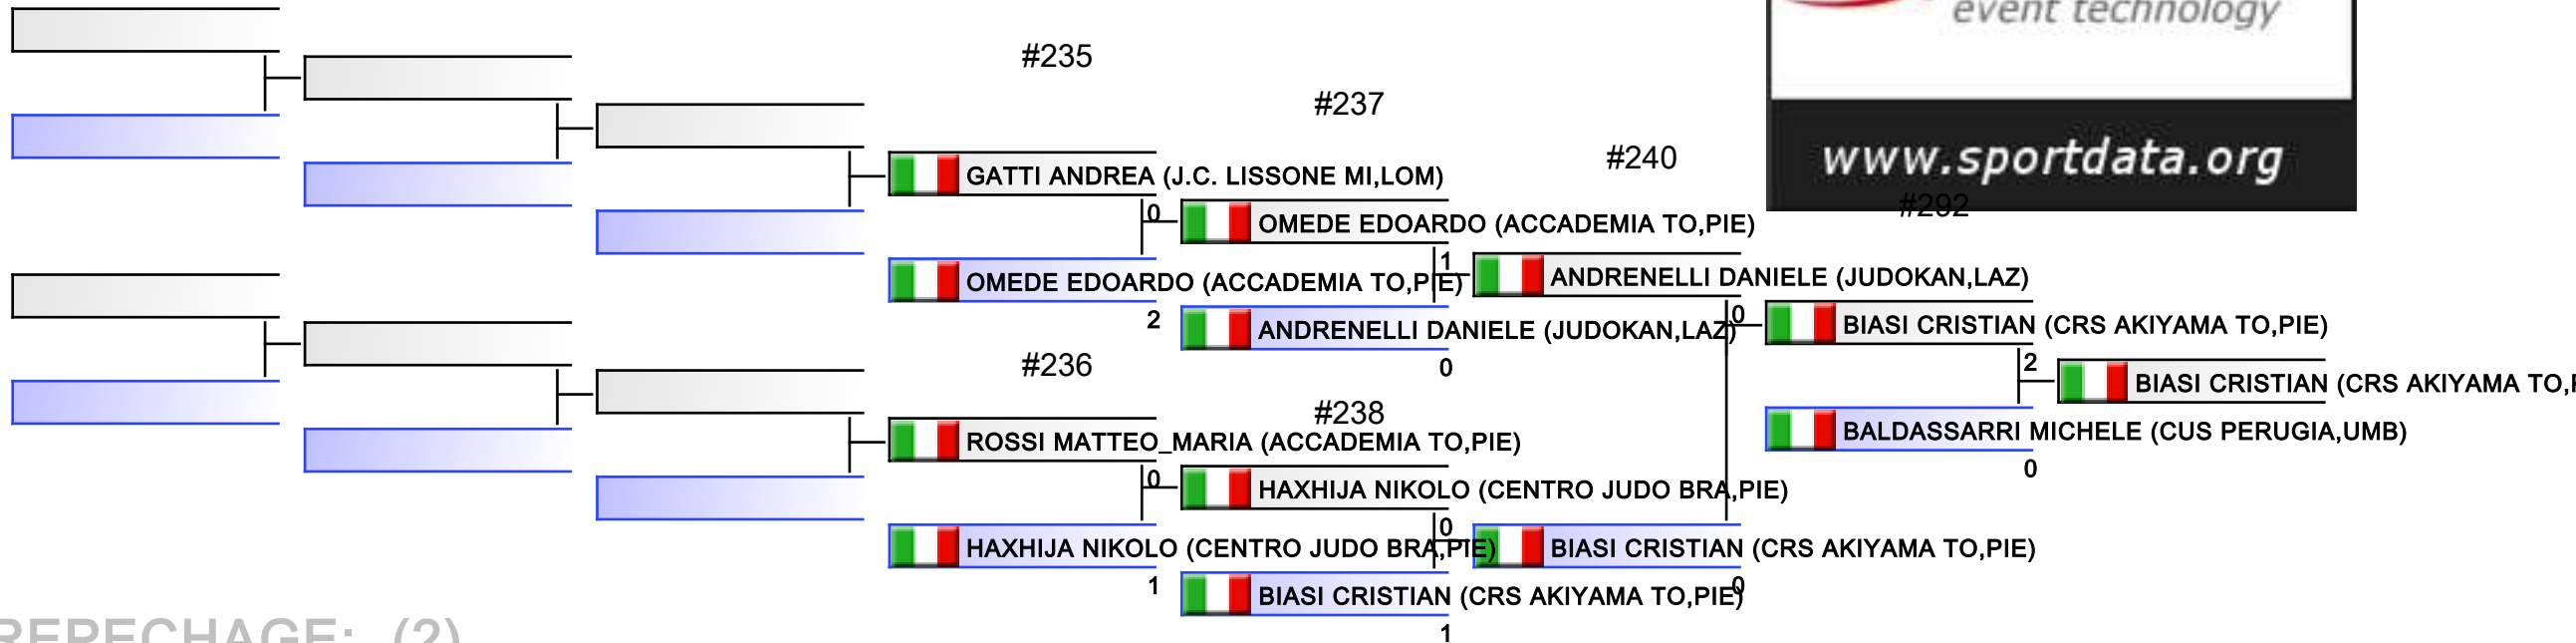 event technology
www.sportdata.org
#235
#237
#240
#292
GATTI ANDREA (J.C. LISSONE MI,LOM)
0
OMEDE EDOARDO (ACCADEMIA TO,PIE)
OMEDE EDOARDO (ACCADEMIA TO,PIE)
2
1
ANDRENELLI DANIELE (JUDOKAN,LAZ)
ANDRENELLI DANIELE (JUDOKAN,LAZ)
0
0
BIASI CRISTIAN (CRS AKIYAMA TO,PIE)
2
BIASI CRISTIAN (CRS AKIYAMA TO,
BALDASSARRI MICHELE (CUS PERUGIA,UMB)
0
#236
#238
ROSSI MATTEO_MARIA (ACCADEMIA TO,PIE)
0
HAXHIJA NIKOLO (CENTRO JUDO BRA,PIE)
HAXHIJA NIKOLO (CENTRO JUDO BRA,PIE)
1
0
BIASI CRISTIAN (CRS AKIYAMA TO,PIE)
0
BIASI CRISTIAN (CRS AKIYAMA TO,PIE)
1
REPECHAGE: (2)